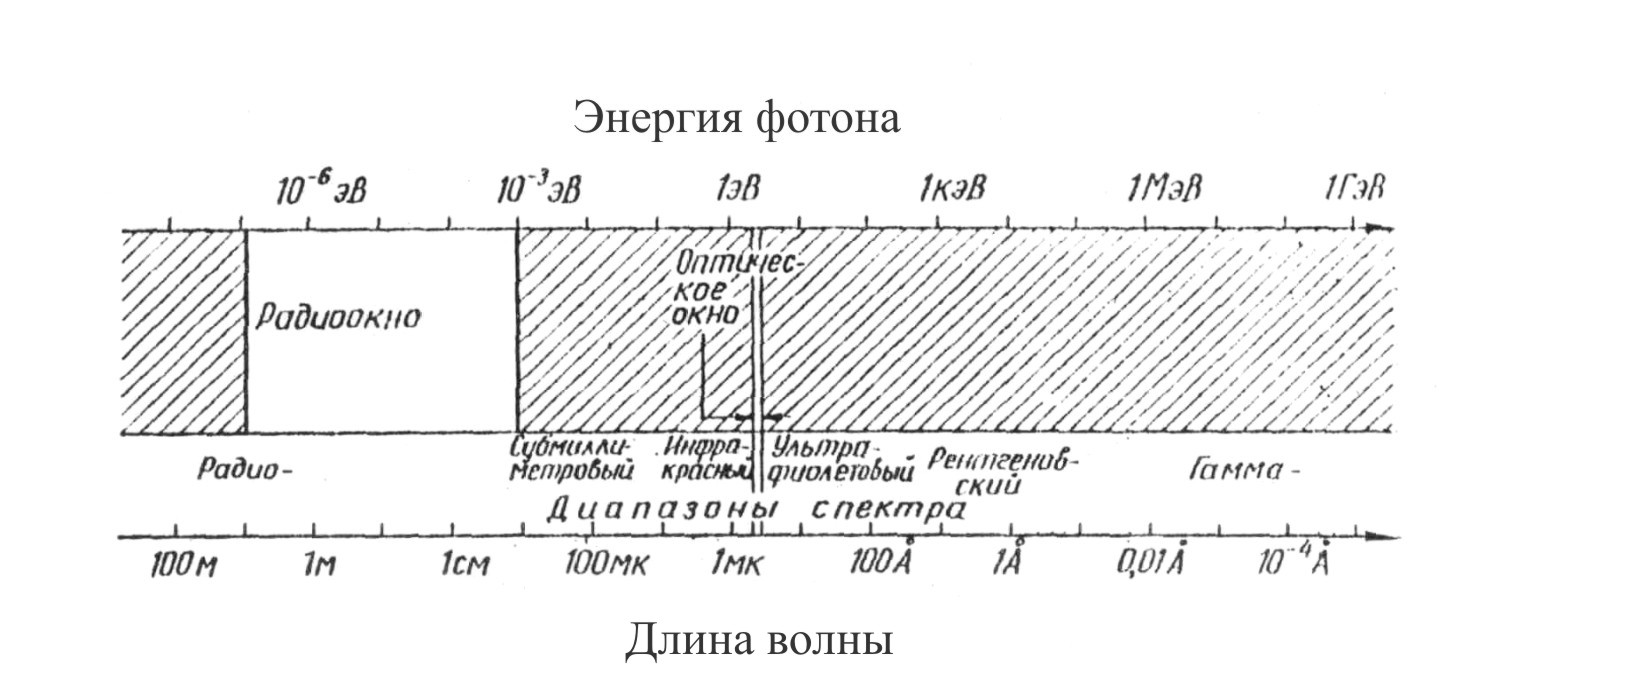 Энергия фотона
10⁻⁶ эВ 10⁻³ эВ 1эВ 1кэВ 1МэВ 1ГэВ
Оптичес-
кое
окно
Радиоокно
Радио-
Субмилли-
метровый
Инфра-
красный
Ультра-
фиолетовый
Рентгенов-
ский
Гамма-
Диапазоны спектра
100м 1м 1см 100мк 1мк 100Å 1Å 0,01Å 10⁻⁴Å
Длина волны